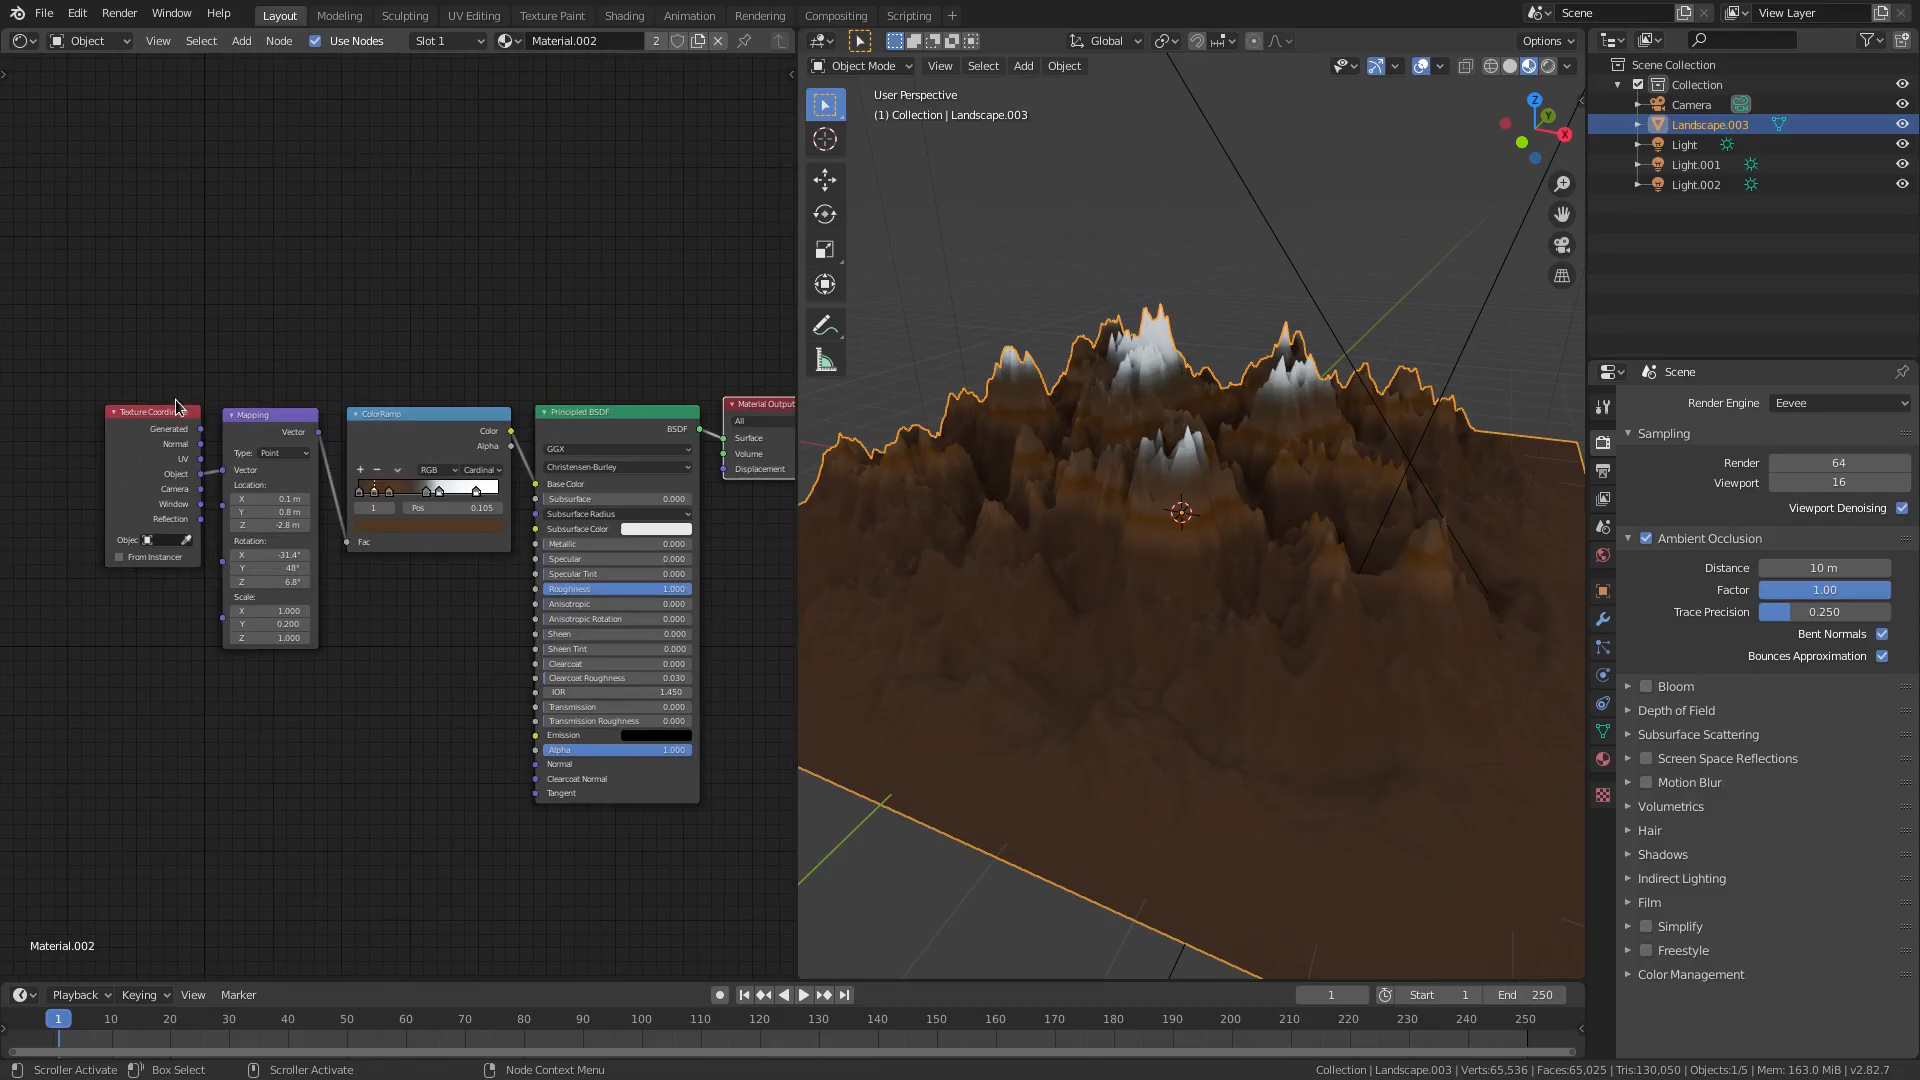 File Edit Render Window Help Layout Modeling Sculpting UV Editing Texture Paint Shading Animation Rendering Compositing Scripting + Scene View Layer
Object View Select Add Node Use Nodes Slot 1 Material.002 2 Global Options
Object Mode View Select Add Object
User Perspective
(1) Collection | Landscape.003
Z
Y
X
Scene Collection
Collection
Camera
Landscape.003
Light
Light.001
Light.002
Texture Coordin
Generated
Normal
UV
Object
Camera
Window
Reflection
Objec
From Instancer
Mapping
Vector
Type: Point
Vector
Location:
X 0.1 m
Y 0.8 m
Z -2.8 m
Rotation:
X -31.4°
Y 48°
Z 6.8°
Scale:
X 1.000
Y 0.200
Z 1.000
ColorRamp
Color
Alpha
RGB Cardinal
1 Pos 0.105
Fac
Principled BSDF
BSDF
GGX
Christensen-Burley
Base Color
Subsurface 0.000
Subsurface Radius
Subsurface Color
Metallic 0.000
Specular 0.000
Specular Tint 0.000
Roughness 1.000
Anisotropic 0.000
Anisotropic Rotation 0.000
Sheen 0.000
Sheen Tint 0.000
Clearcoat 0.000
Clearcoat Roughness 0.030
IOR 1.450
Transmission 0.000
Transmission Roughness 0.000
Emission
Alpha 1.000
Normal
Clearcoat Normal
Tangent
Material Output
All
Surface
Volume
Displacement
Material.002
Scene
Render Engine Eevee
Sampling
Render 64
Viewport 16
Viewport Denoising
Ambient Occlusion
Distance 10 m
Factor 1.00
Trace Precision 0.250
Bent Normals
Bounces Approximation
Bloom
Depth of Field
Subsurface Scattering
Screen Space Reflections
Motion Blur
Volumetrics
Hair
Shadows
Indirect Lighting
Film
Simplify
Freestyle
Color Management
Playback Keying View Marker 1 Start 1 End 250
1 10 20 30 40 50 60 70 80 90 100 110 120 130 140 150 160 170 180 190 200 210 220 230 240 250
Scroller Activate Box Select Scroller Activate Node Context Menu Collection | Landscape.003 | Verts:65,536 | Faces:65,025 | Tris:130,050 | Objects:1/5 | Mem: 163.0 MiB | v2.82.7